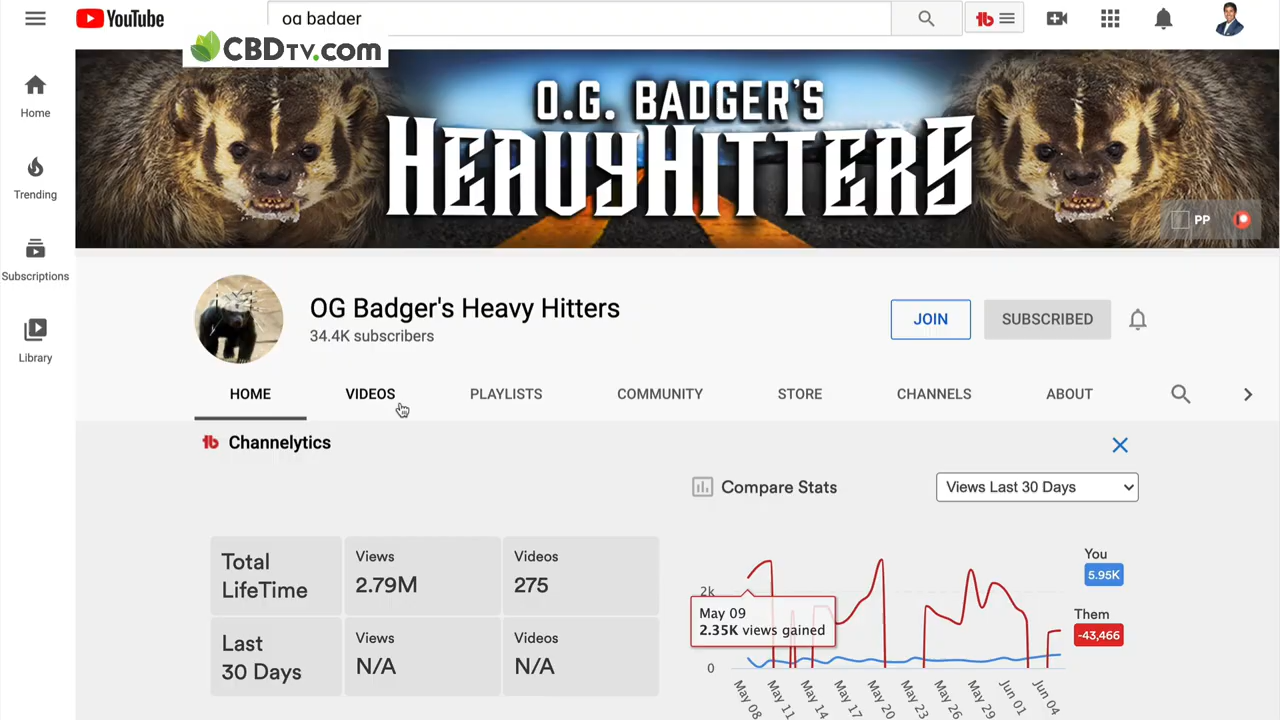 YouTube
og badger
CBDTV.com
Home
Trending
Subscriptions
Library
O.G. BADGER'S
HEAVYHITTERS
PP
OG Badger's Heavy Hitters
34.4K subscribers
JOIN
SUBSCRIBED
HOME VIDEOS PLAYLISTS COMMUNITY STORE CHANNELS ABOUT
tb Channelytics
Compare Stats
Views Last 30 Days
Total
LifeTime
Views
2.79M
Videos
275
Last
30 Days
Views
N/A
Videos
N/A
2k
0
May 09
2.35K views gained
You
5.95K
Them
-43,466
May 08 May 11 May 14 May 17 May 20 May 23 May 26 May 29 Jun 01 Jun 04